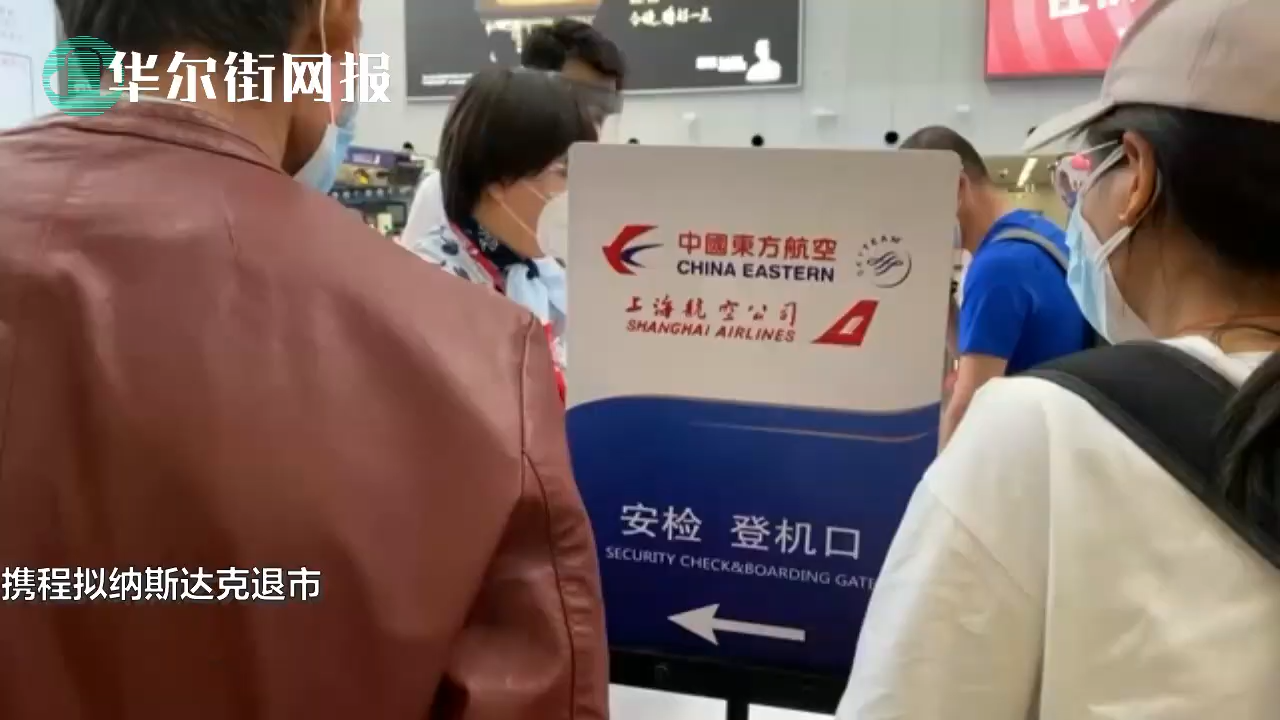 华尔街网报
中國東方航空
CHINA EASTERN
SKYTEAM
上海航空公司
SHANGHAI AIRLINES
安检 登机口
SECURITY CHECK&BOARDING GATE
携程拟纳斯达克退市